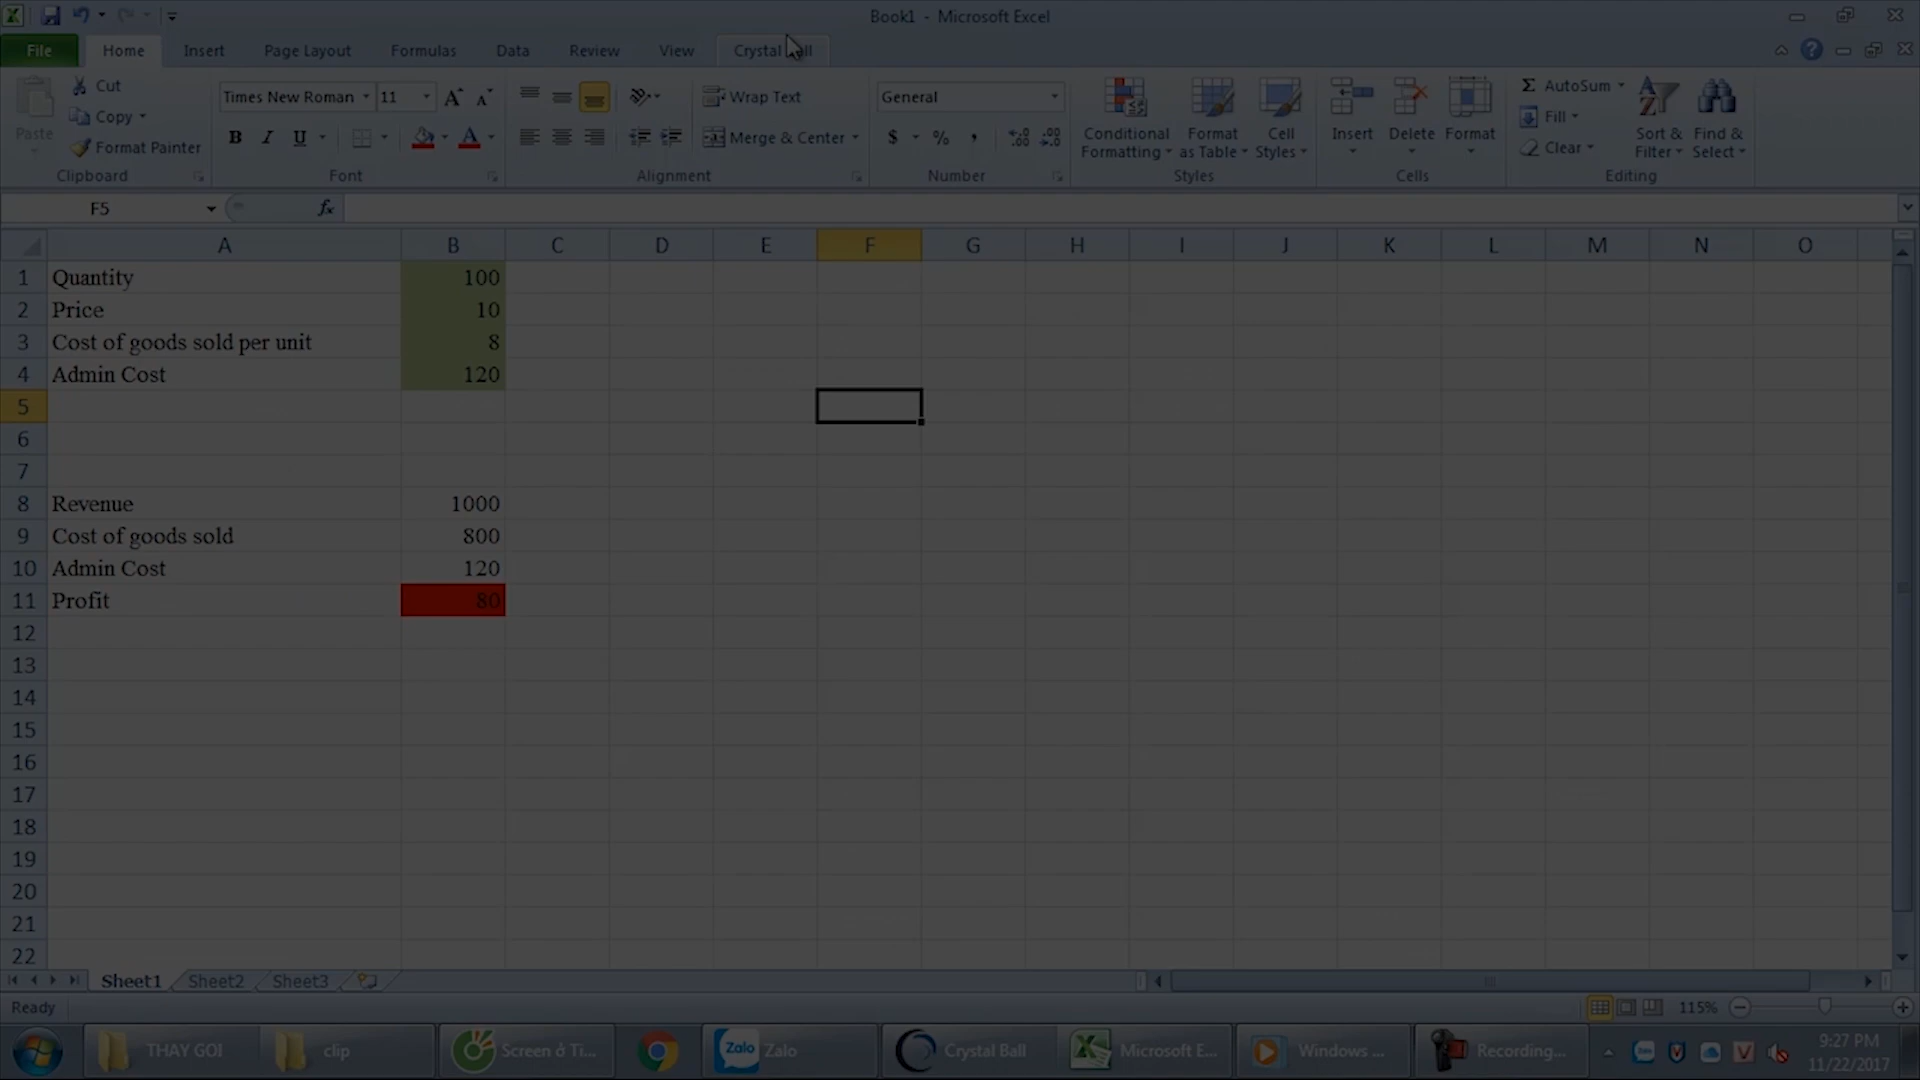 Book1 - Microsoft Excel
File Home Insert Page Layout Formulas Data Review View Crystal
Cut
Copy
Format Painter
Paste
Clipboard
Times New Roman 11
B I U A
Font
Wrap Text
Merge & Center
Alignment
General
$ % ,
Number
Conditional Formatting
Format as Table
Cell Styles
Styles
Insert Delete Format
Cells
Σ AutoSum
Fill
Clear
Sort & Filter
Find & Select
Editing
F5 fx
A B C D E F G H I J K L M N O
1 Quantity 100
2 Price 10
3 Cost of goods sold per unit 8
4 Admin Cost 120
5
6
7
8 Revenue 1000
9 Cost of goods sold 800
10 Admin Cost 120
11 Profit 80
12
13
14
15
16
17
18
19
20
21
22
Sheet1 Sheet2 Sheet3
Ready 115%
THAY GOI clip Screen ở Ti... Zalo Zalo Crystal Ball Microsoft E... Windows ... Recording... 9:27 PM
11/22/2017